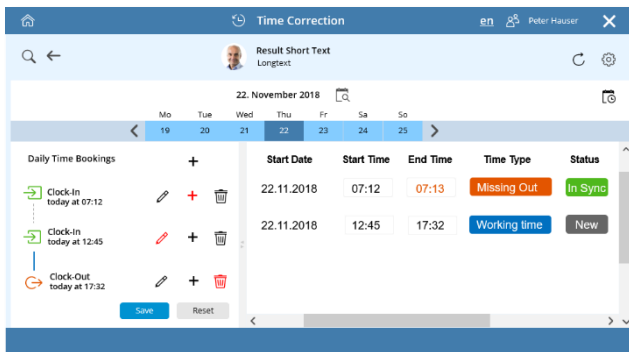 Time Correction
en Peter Hauser
Result Short Text
Longtext
22. November 2018
Mo Tue Wed Thu Fr Sa So
19 20 21 22 23 24 25
Daily Time Bookings
Clock-In
today at 07:12
Clock-In
today at 12:45
Clock-Out
today at 17:32
Save Reset
Start Date Start Time End Time Time Type Status
22.11.2018 07:12 07:13 Missing Out In Sync
22.11.2018 12:45 17:32 Working time New